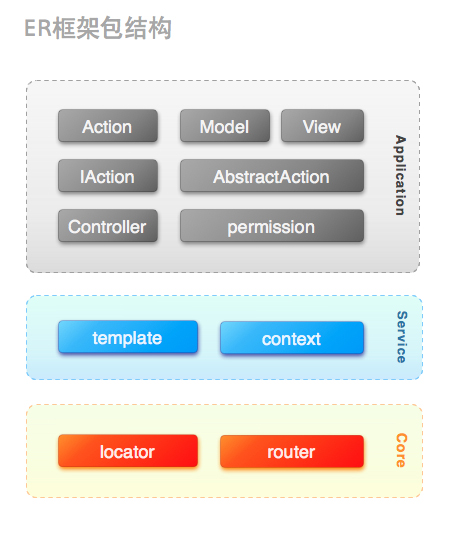 ER框架包结构
Action
Model
View
IAction
AbstractAction
Controller
permission
Application
template
context
Service
locator
router
Core